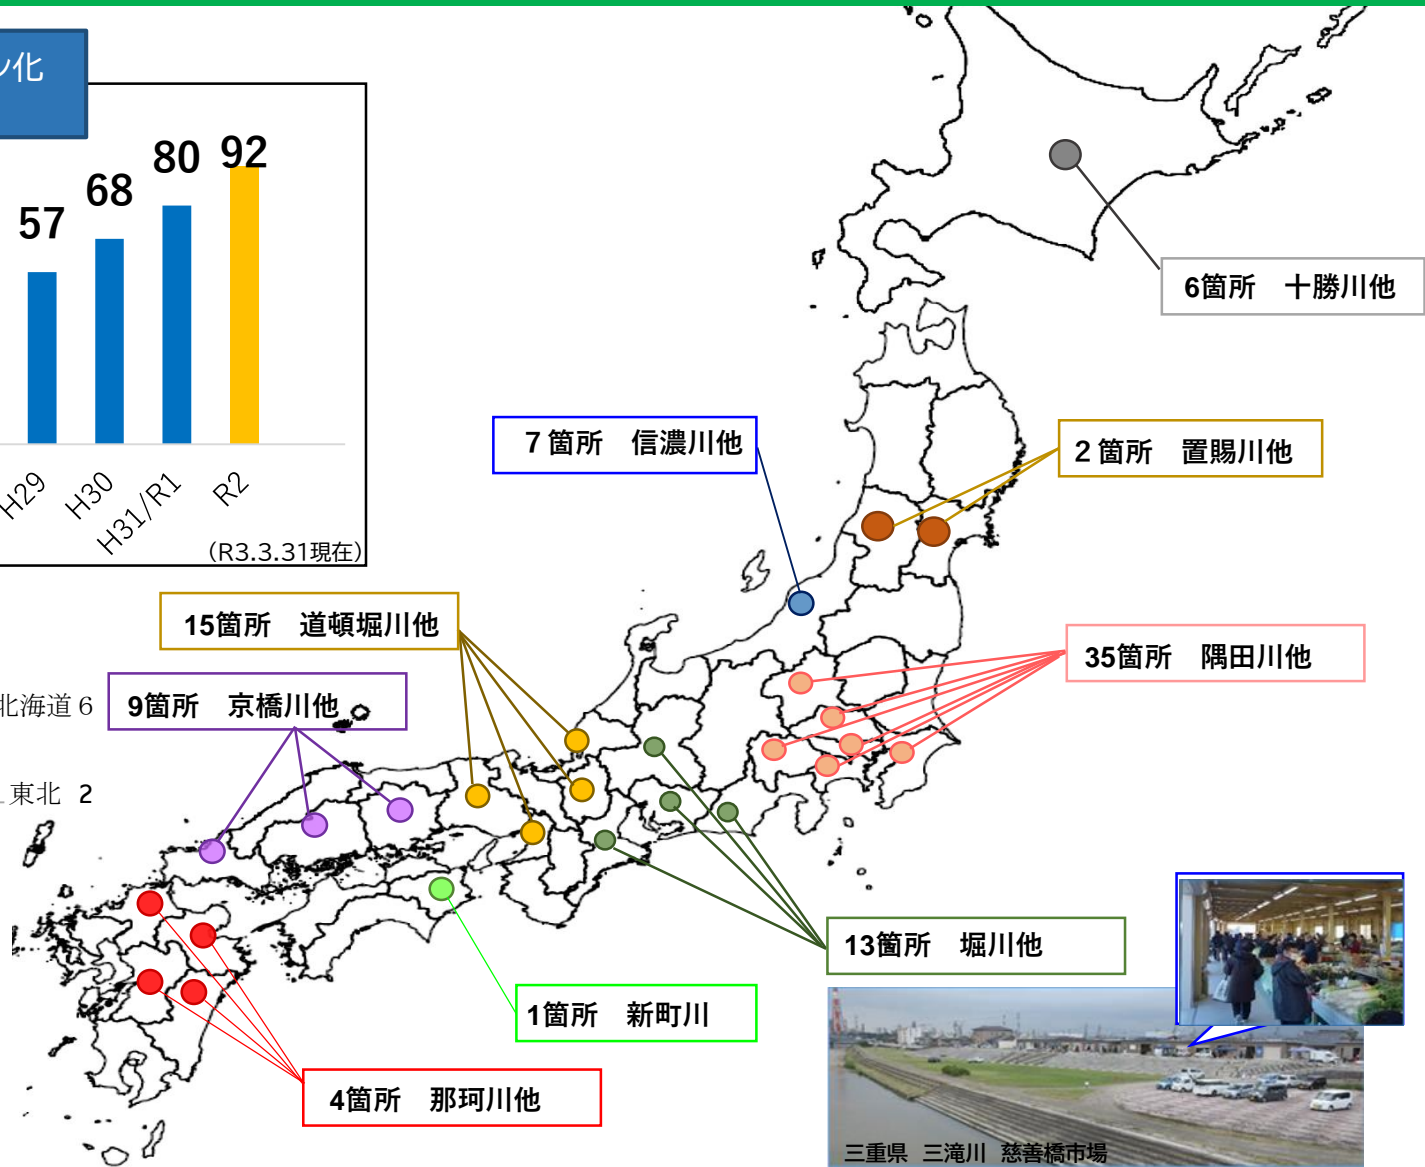 ン化
57
68
80
92
H29
H30
H31/R1
R2
(R3.3.31現在)
6箇所 十勝川他
7箇所 信濃川他
2箇所 置賜川他
15箇所 道頓堀川他
35箇所 隅田川他
北海道 6
9箇所 京橋川他
東北 2
13箇所 堀川他
1箇所 新町川
4箇所 那珂川他
三重県 三滝川 慈善橋市場